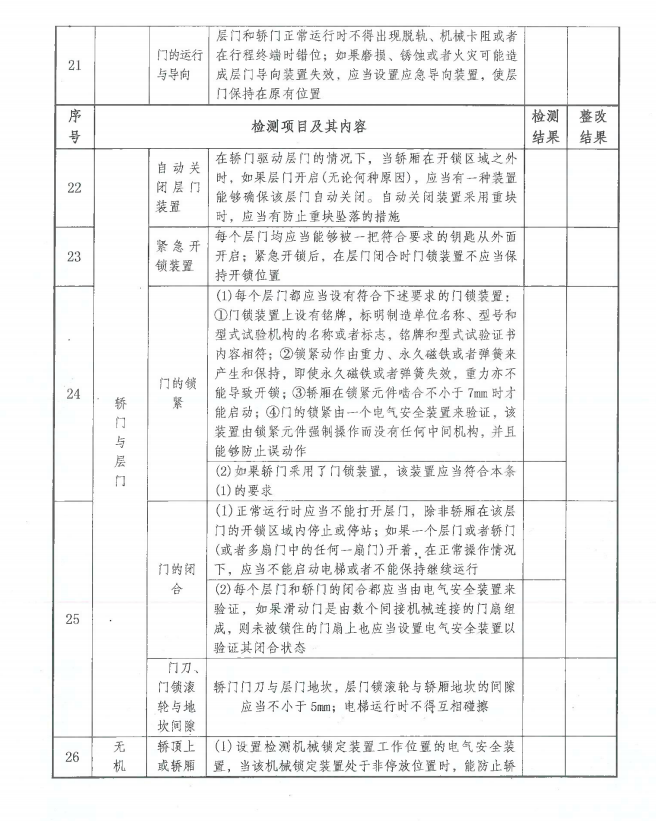 21
门的运行
与导向
层门和轿门正常运行时不得出现脱轨、机械卡阻或者
在行程终端时错位；如果磨损、锈蚀或者火灾可能造
成层门导向装置失效，应当设置应急导向装置，使层
门保持在原有位置
序
号
检测项目及其内容
检测
结果
整改
结果
22
轿
门
与
层
门
自动关
闭层门
装置
在轿门驱动层门的情况下，当轿厢在开锁区域之外
时，如果层门开启(无论何种原因)，应当有一种装置
能够确保该层门自动关闭。自动关闭装置采用重块
时，应当有防止重块坠落的措施
23
紧急开
锁装置
每个层门均应当能够被一把符合要求的钥匙从外面
开启；紧急开锁后，在层门闭合时门锁装置不应当保
持开锁位置
24
门的锁
紧
(1)每个层门都应当设有符合下述要求的门锁装置：
①门锁装置上设有铭牌，标明制造单位名称、型号和
型式试验机构的名称或者标志，铭牌和型式试验证书
内容相符；②锁紧动作由重力、永久磁铁或者弹簧来
产生和保持，即使永久磁铁或者弹簧失效，重力亦不
能导致开锁；③轿厢在锁紧元件啮合不小于7mm时才
能启动；④门的锁紧由一个电气安全装置来验证，该
装置由锁紧元件强制操作而没有任何中间机构，并且
能够防止误动作
(2)如果轿门采用了门锁装置，该装置应当符合本条
(1)的要求
25
门的闭
合
(1)正常运行时应当不能打开层门，除非轿厢在该层
门的开锁区域内停止或停站；如果一个层门或者轿门
(或者多扇门中的任何一扇门)开着，在正常操作情况
下，应当不能启动电梯或者不能保持继续运行
(2)每个层门和轿门的闭合都应当由电气安全装置来
验证，如果滑动门是由数个间接机械连接的门扇组
成，则未被锁住的门扇上也应当设置电气安全装置以
验证其闭合状态
门刀、
门锁滚
轮与地
坎间隙
轿门门刀与层门地坎，层门锁滚轮与轿厢地坎的间隙
应当不小于5mm；电梯运行时不得互相碰擦
26
无
机
轿顶上
或轿厢
(1)设置检测机械锁定装置工作位置的电气安全装
置，当该机械锁定装置处于非停放位置时，能防止轿